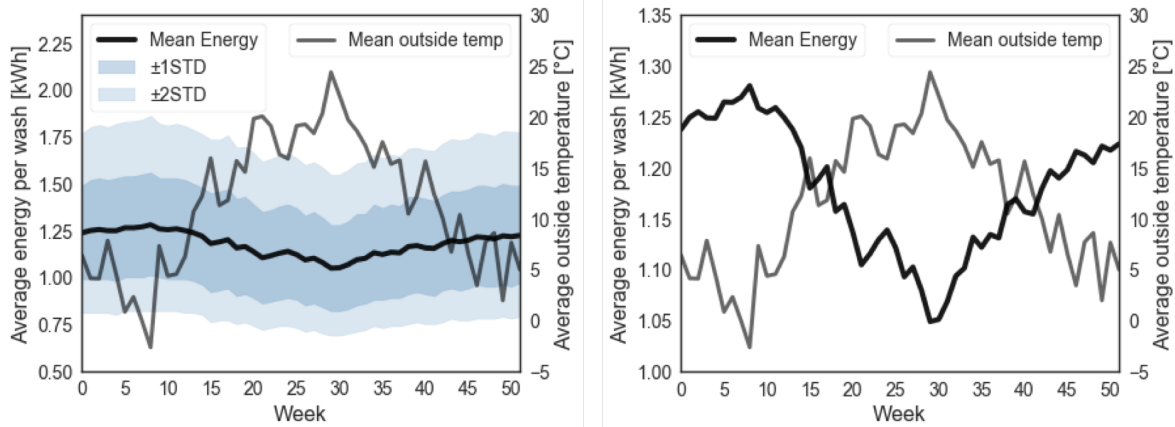 Mean Energy
±1STD
±2STD
Mean outside temp
Average energy per wash [kWh]
2.25
2.00
1.75
1.50
1.25
1.00
0.75
0.50
0 5 10 15 20 25 30 35 40 45 50
Week
30
25
20
15
10
5
0
−5
Average outside temperature [°C]
Mean Energy
Mean outside temp
Average energy per wash [kWh]
1.35
1.30
1.25
1.20
1.15
1.10
1.05
1.00
0 5 10 15 20 25 30 35 40 45 50
Week
30
25
20
15
10
5
0
−5
Average outside temperature [°C]